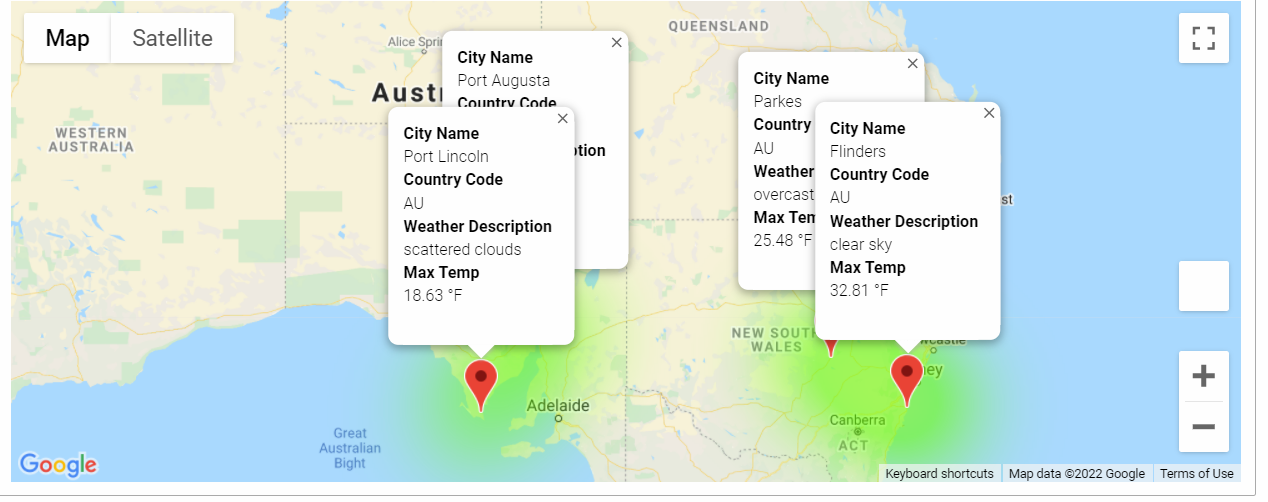 Map
Satellite
QUEENSLAND
Alice Spri
Austr
WESTERN
AUSTRALIA
City Name
Port Augusta
Country Code
ption
City Name
Port Lincoln
Country Code
AU
Weather Description
scattered clouds
Max Temp
18.63 °F
City Name
Parkes
Country
AU
Weather
overcast
Max Tem
25.48 °F
City Name
Flinders
Country Code
AU
Weather Description
clear sky
Max Temp
32.81 °F
st
NEW SOUTH
WALES
wcastle
ney
Adelaide
Canberra
ACT
Great
Australian
Bight
Google
Keyboard shortcuts
Map data ©2022 Google
Terms of Use